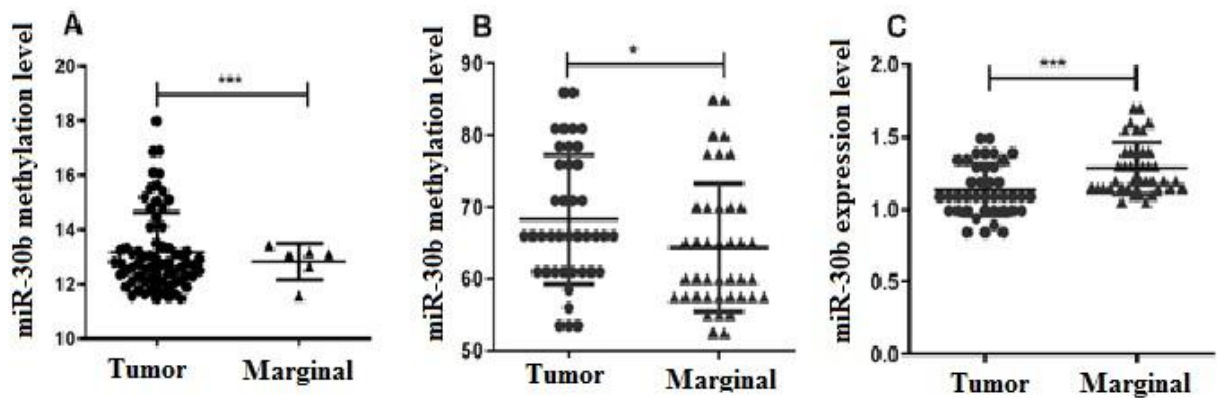 A
miR-30b methylation level
20
18
16
14
12
10
***
Tumor
Marginal
B
miR-30b methylation level
90
80
70
60
50
*
Tumor
Marginal
C
miR-30b expression level
2.0
1.5
1.0
0.5
0.0
***
Tumor
Marginal